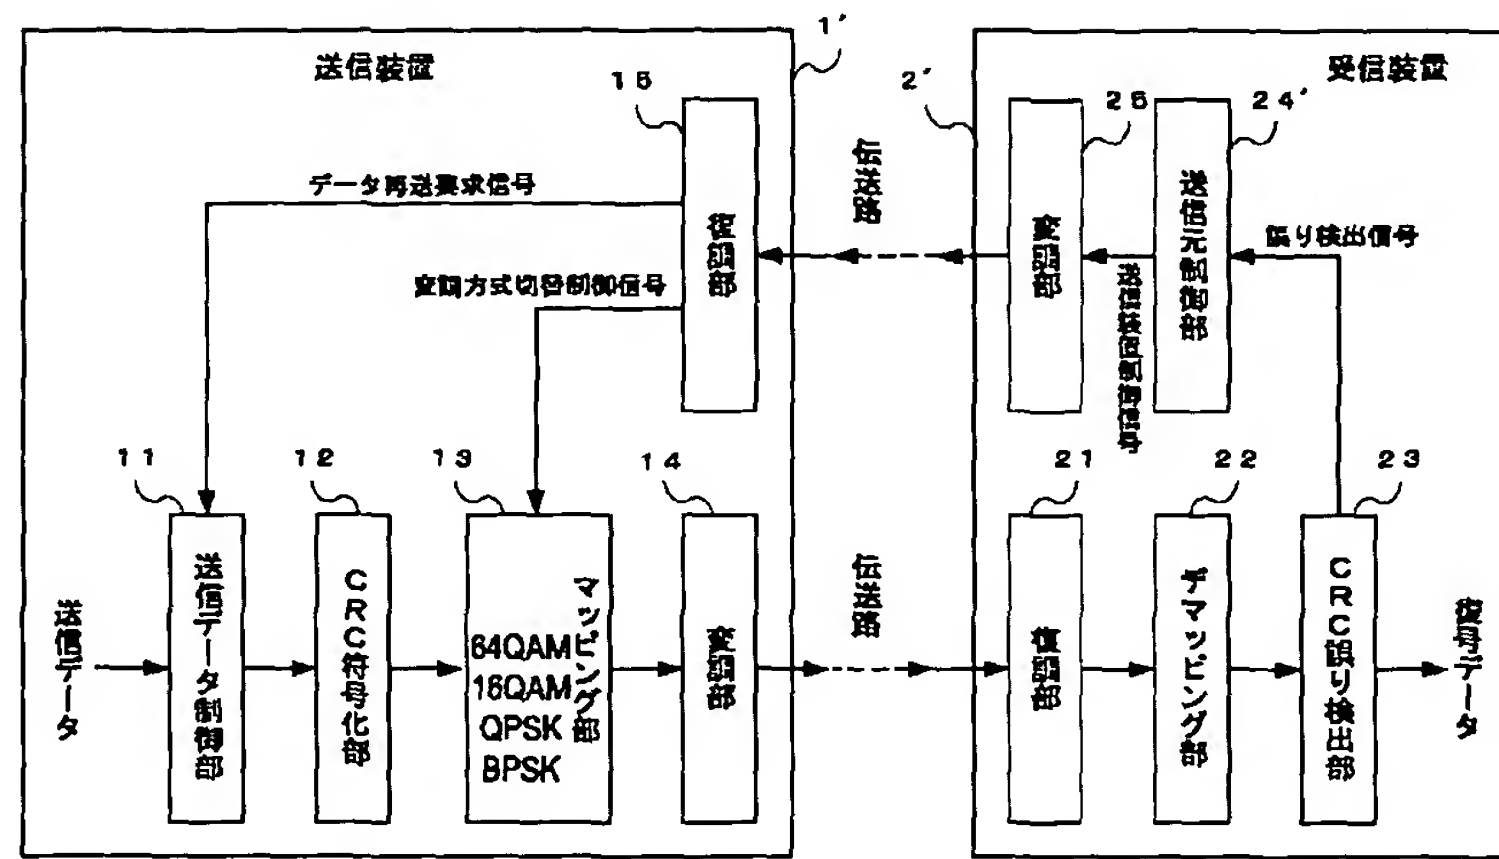 1'
送信装置
2'
受信装置
15
25
24'
データ再送要求信号
変調方式切替制御信号
復調部
伝送路
変調部
送信装置制御信号
送信元制御部
誤り検出信号
11
12
13
14
21
22
23
送信データ
送信データ制御部
CRC符号化部
マッピング部
64QAM
16QAM
QPSK
BPSK
変調部
伝送路
復調部
デマッピング部
CRC誤り検出部
復号データ